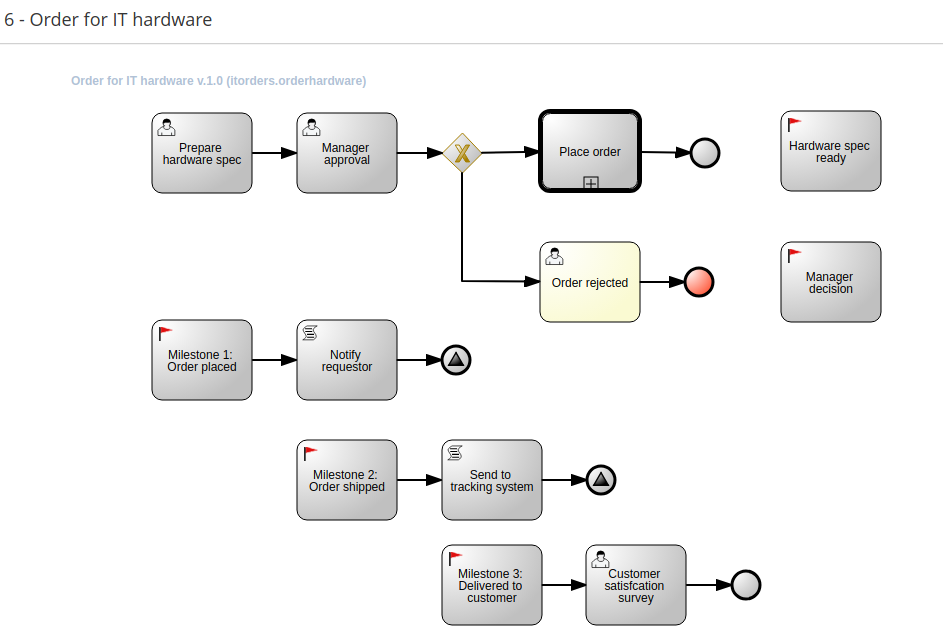 6 - Order for IT hardware
Order for IT hardware v.1.0 (itorders.orderhardware)
Prepare
hardware spec
Manager
approval
X
Place order
Hardware spec
ready
Order rejected
Manager
decision
Milestone 1:
Order placed
Notify
requestor
Milestone 2:
Order shipped
Send to
tracking system
Milestone 3:
Delivered to
customer
Customer
satisfcation
survey